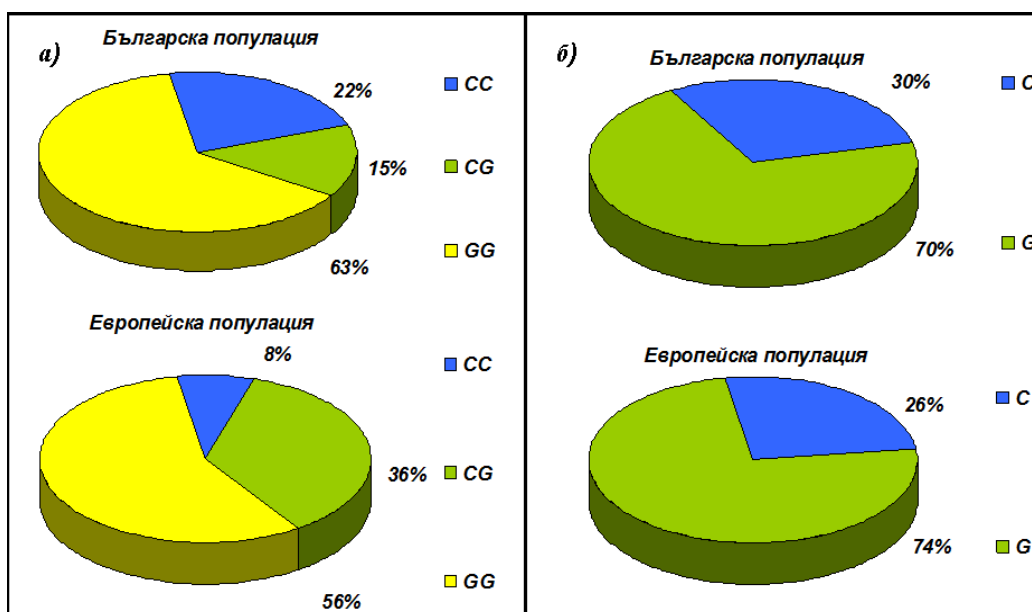 а)
Българска популация
22%
15%
63%
CC
CG
GG
Европейска популация
8%
36%
56%
CC
CG
GG
б)
Българска популация
30%
70%
C
G
Европейска популация
26%
74%
C
G